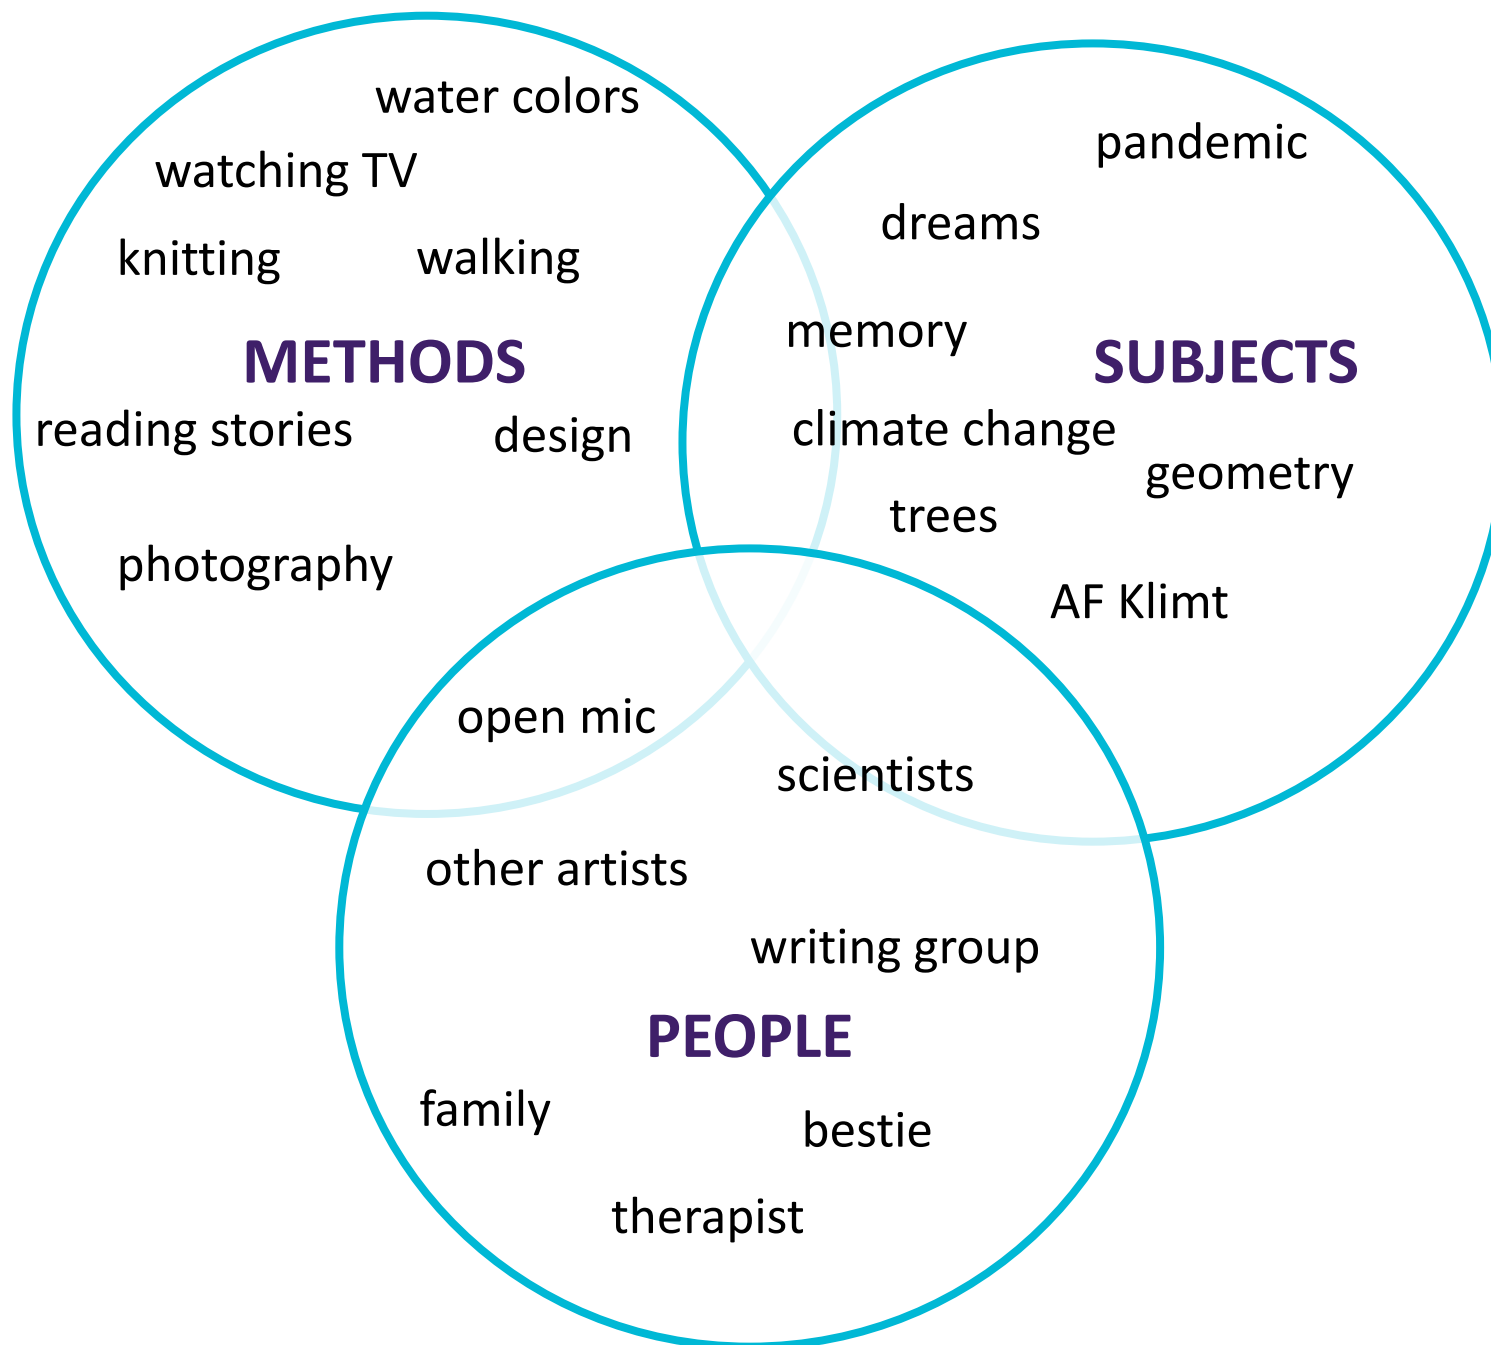 water colors
watching TV
knitting
walking
METHODS
reading stories
design
photography
pandemic
dreams
memory
SUBJECTS
climate change
geometry
trees
AF Klimt
open mic
scientists
other artists
writing group
PEOPLE
family
bestie
therapist